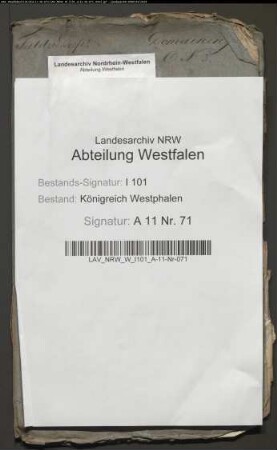 Landesarchiv Nordrhein-Westfalen
Abteilung Westfalen
Landesarchiv NRW
Abteilung Westfalen
Bestands-Signatur: I 101
Bestand: Königreich Westphalen
Signatur: A 11 Nr. 71
LAV_NRW_W_I101_A-11-Nr-071